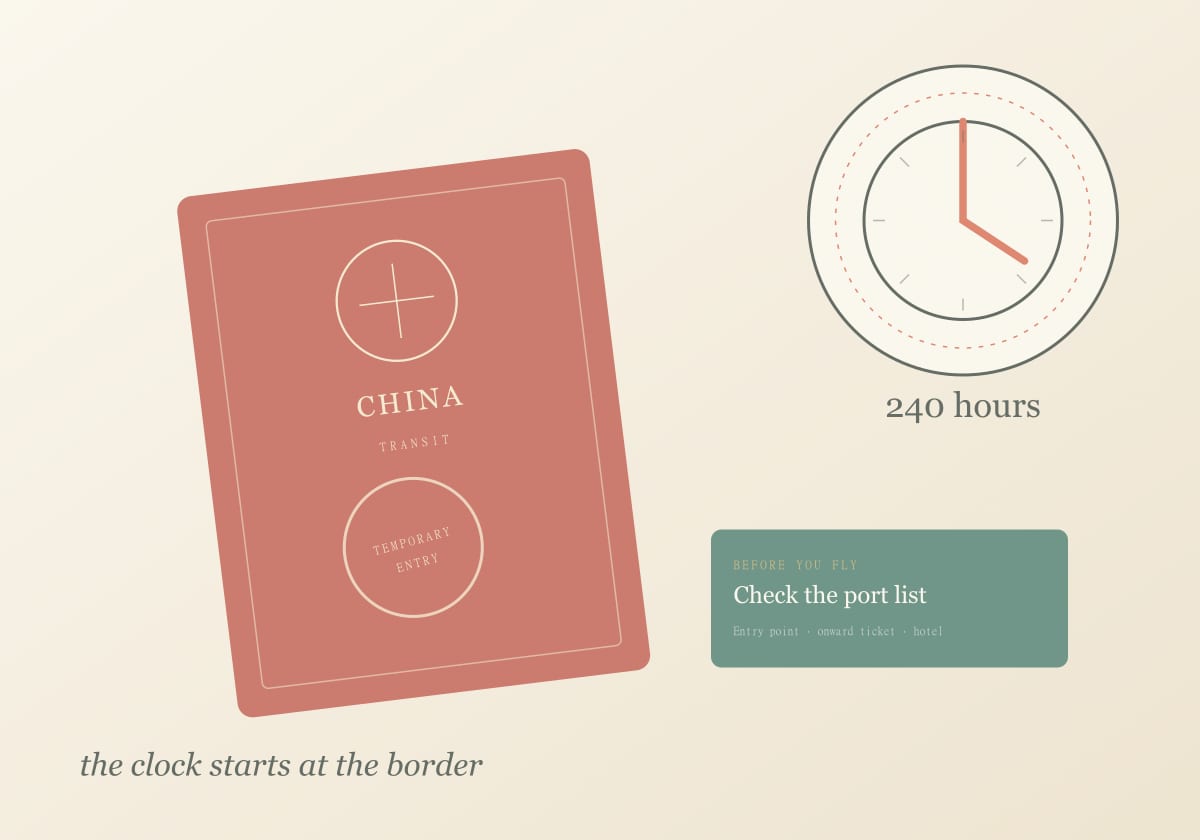 CHINA
TRANSIT
TEMPORARY
ENTRY
240 hours
BEFORE YOU FLY
Check the port list
Entry point · onward ticket · hotel
the clock starts at the border